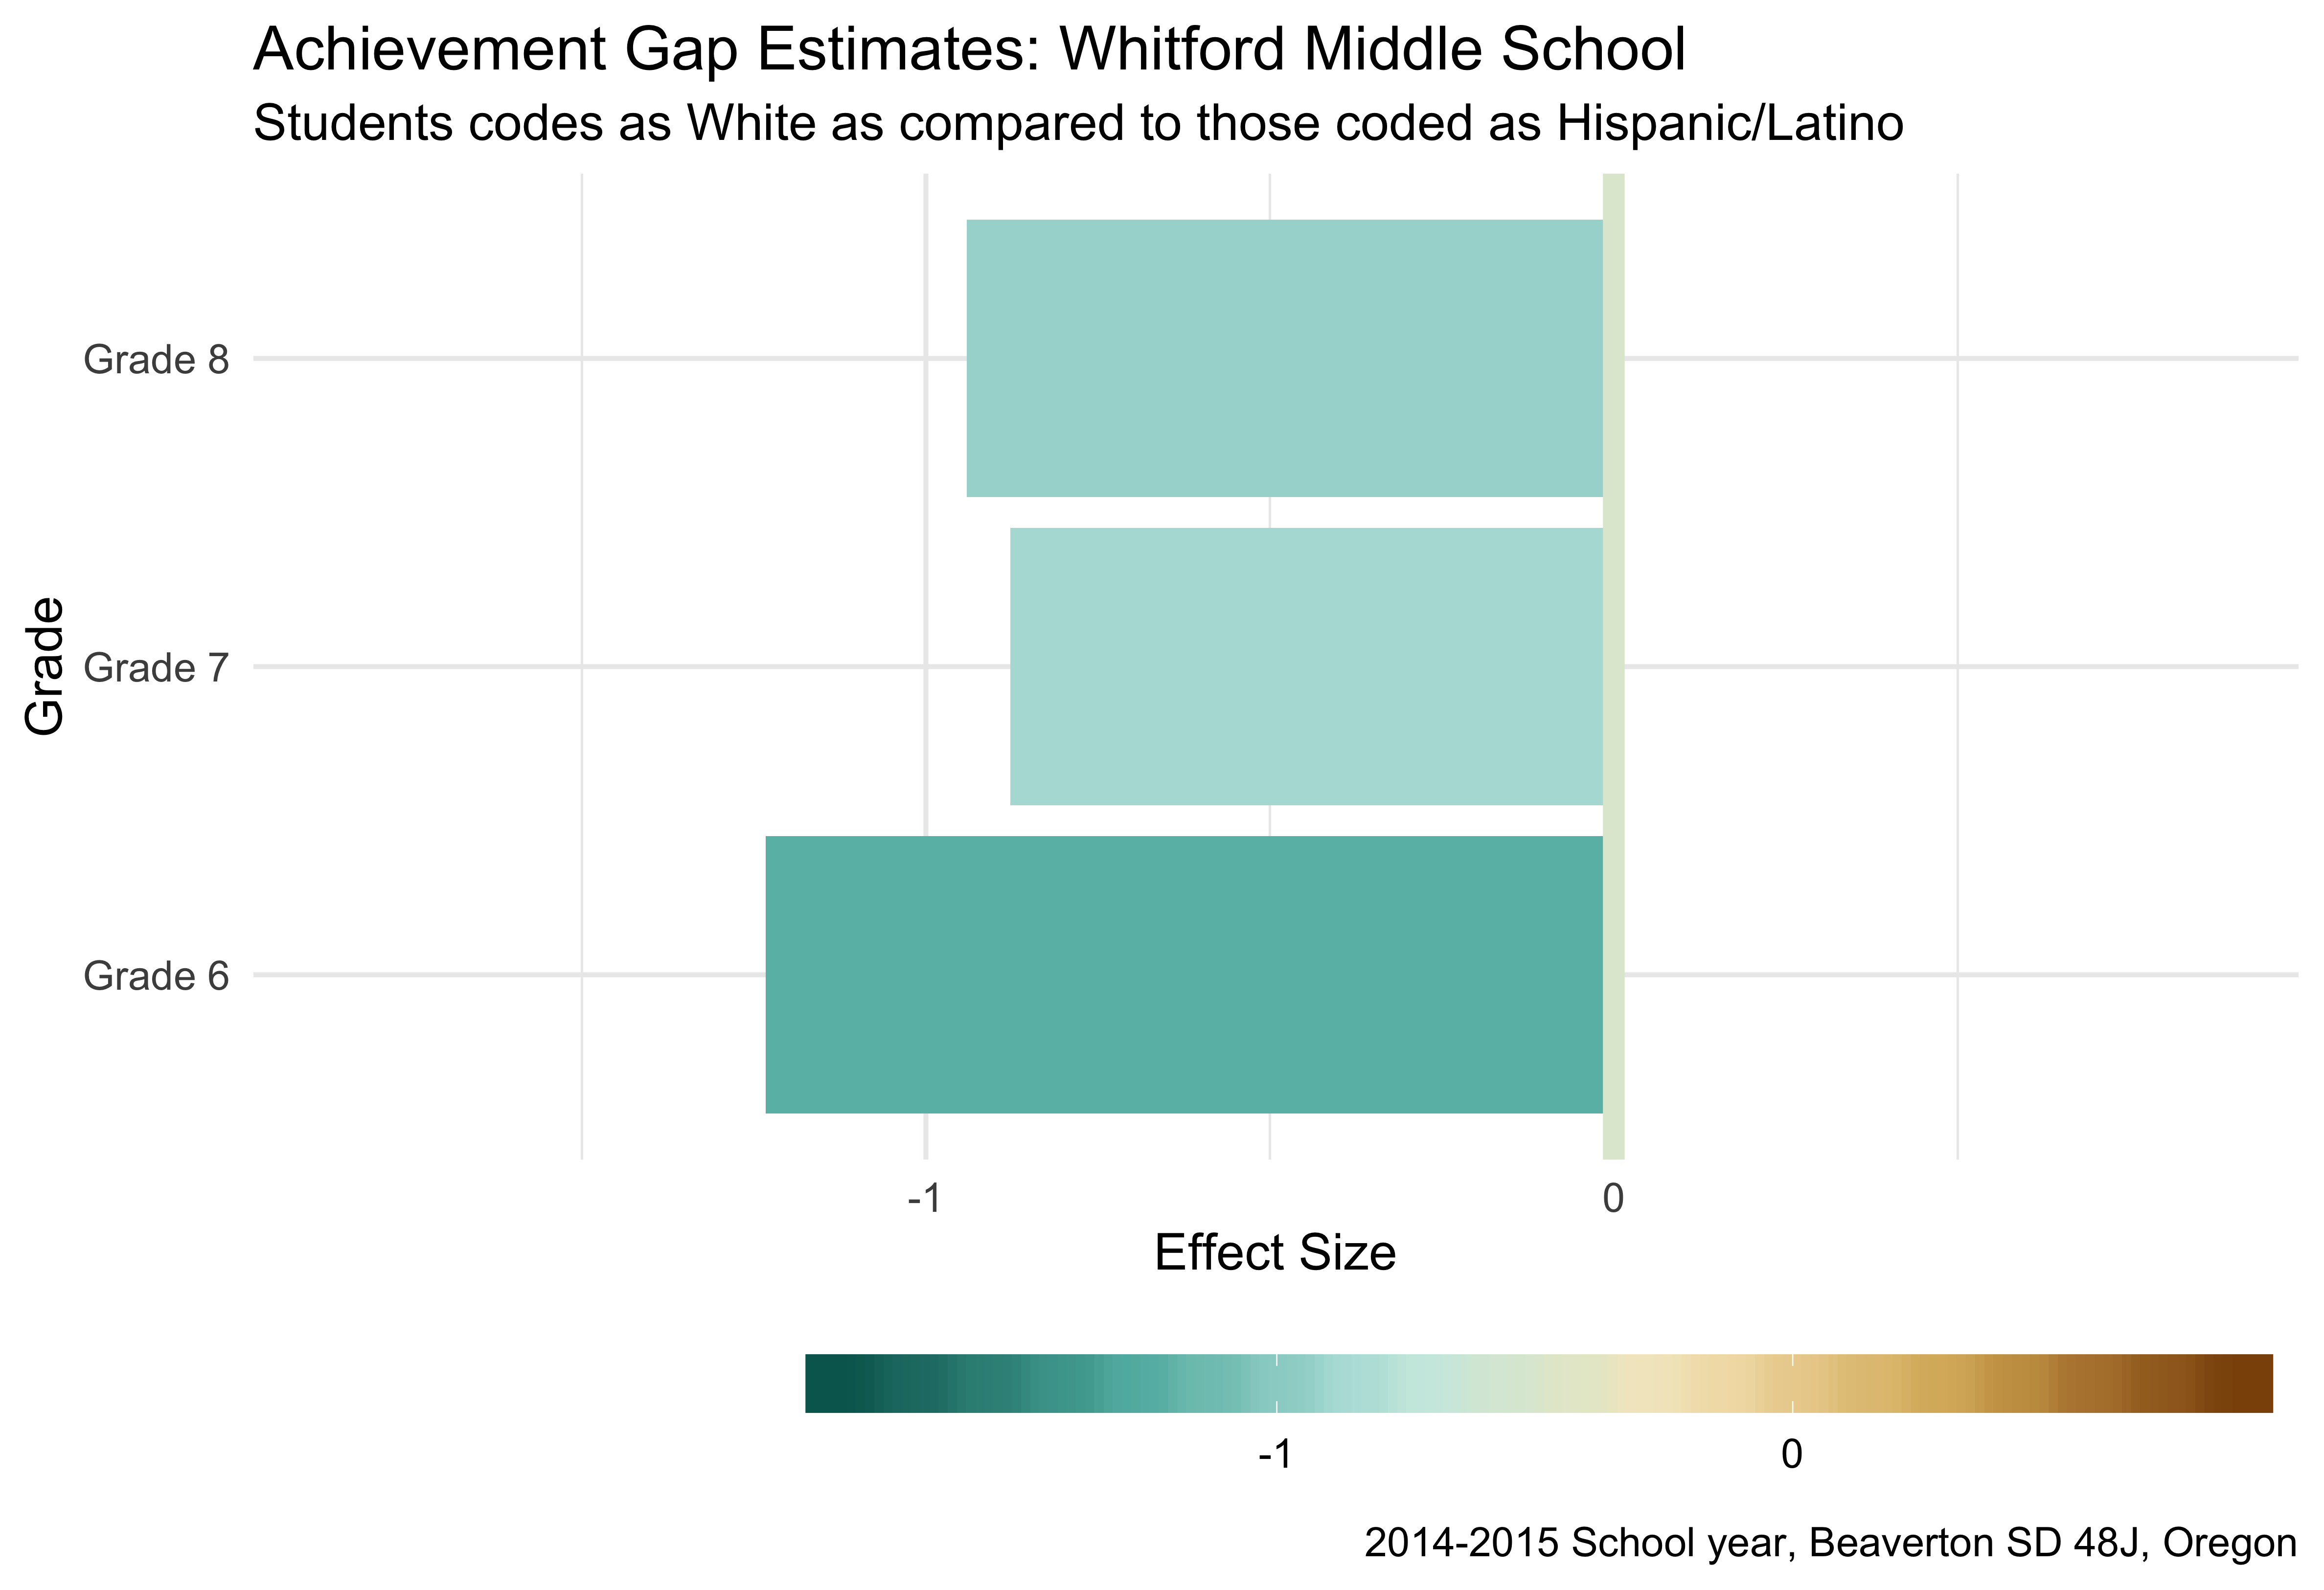 Achievement Gap Estimates: Whitford Middle School
Students codes as White as compared to those coded as Hispanic/Latino
Grade
Grade 8
Grade 7
Grade 6
-1 0
Effect Size
-1 0
2014-2015 School year, Beaverton SD 48J, Oregon